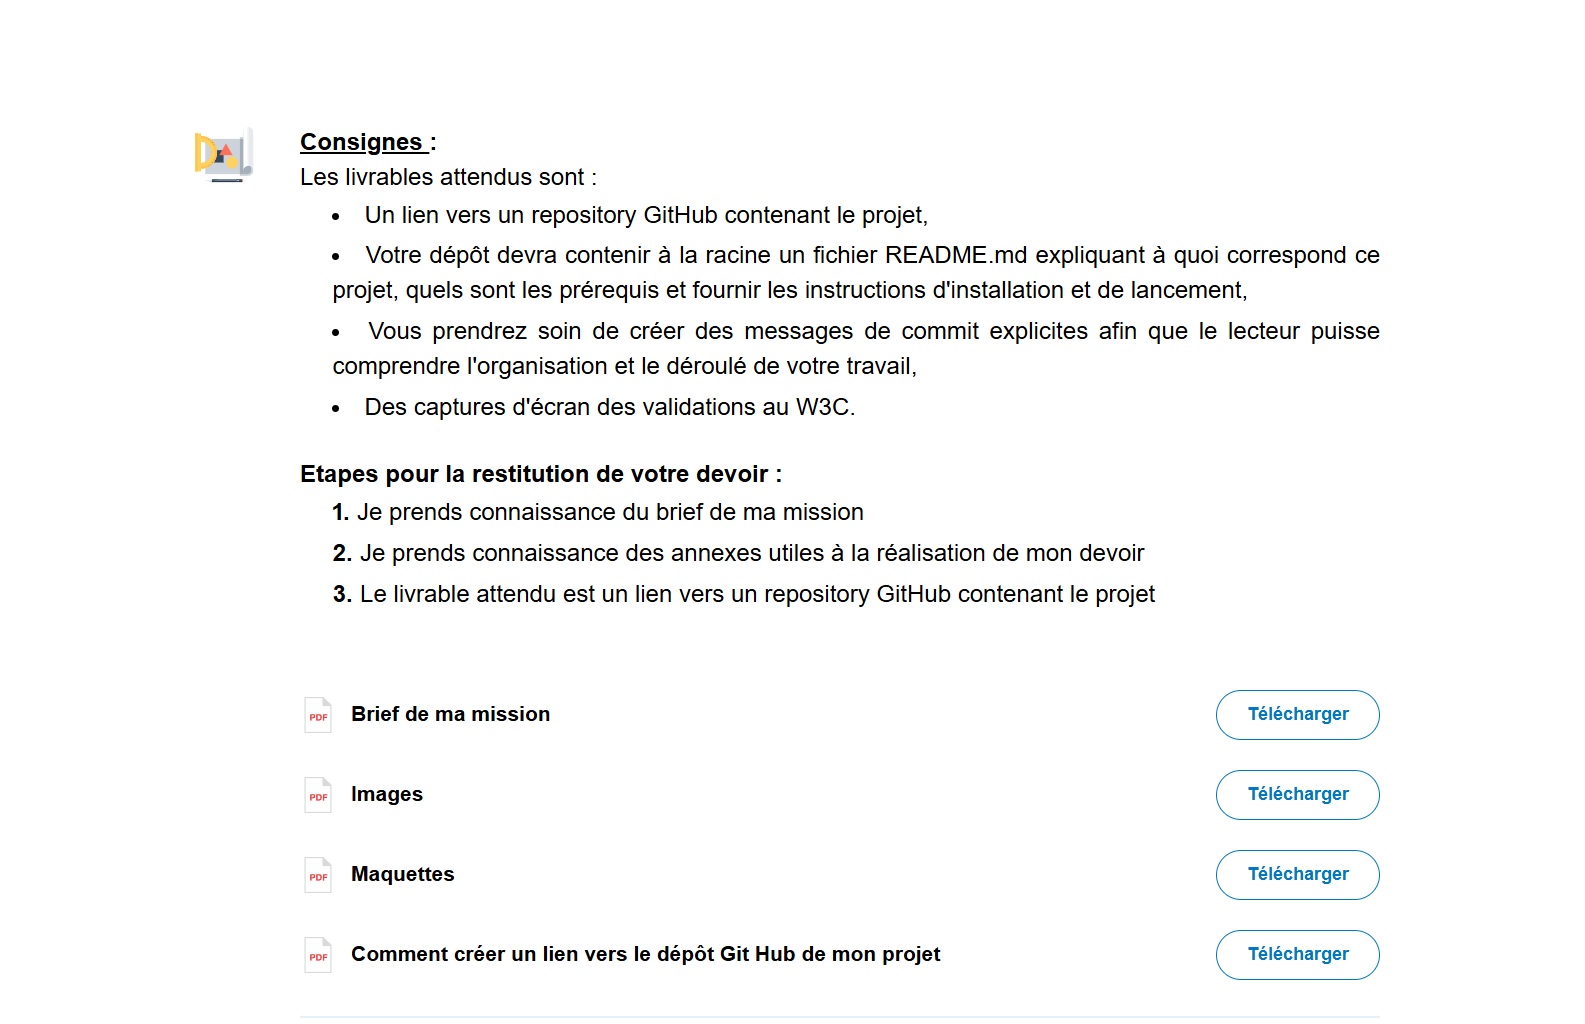 Consignes :
Les livrables attendus sont :
• Un lien vers un repository GitHub contenant le projet,
• Votre dépôt devra contenir à la racine un fichier README.md expliquant à quoi correspond ce
projet, quels sont les prérequis et fournir les instructions d'installation et de lancement,
• Vous prendrez soin de créer des messages de commit explicites afin que le lecteur puisse
comprendre l'organisation et le déroulé de votre travail,
• Des captures d'écran des validations au W3C.
Etapes pour la restitution de votre devoir :
1. Je prends connaissance du brief de ma mission
2. Je prends connaissance des annexes utiles à la réalisation de mon devoir
3. Le livrable attendu est un lien vers un repository GitHub contenant le projet
PDF Brief de ma mission Télécharger
PDF Images Télécharger
PDF Maquettes Télécharger
PDF Comment créer un lien vers le dépôt Git Hub de mon projet Télécharger